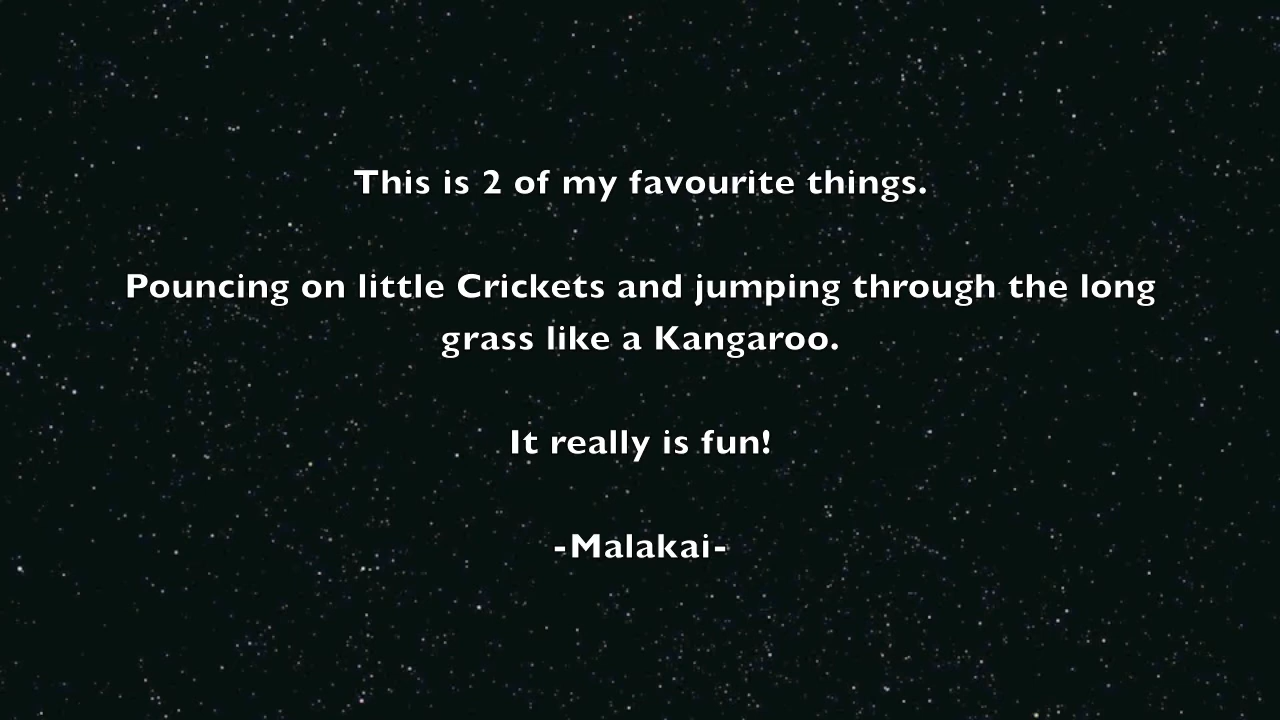 This is 2 of my favourite things.
Pouncing on little Crickets and jumping through the long
grass like a Kangaroo.
It really is fun!
-Malakai-